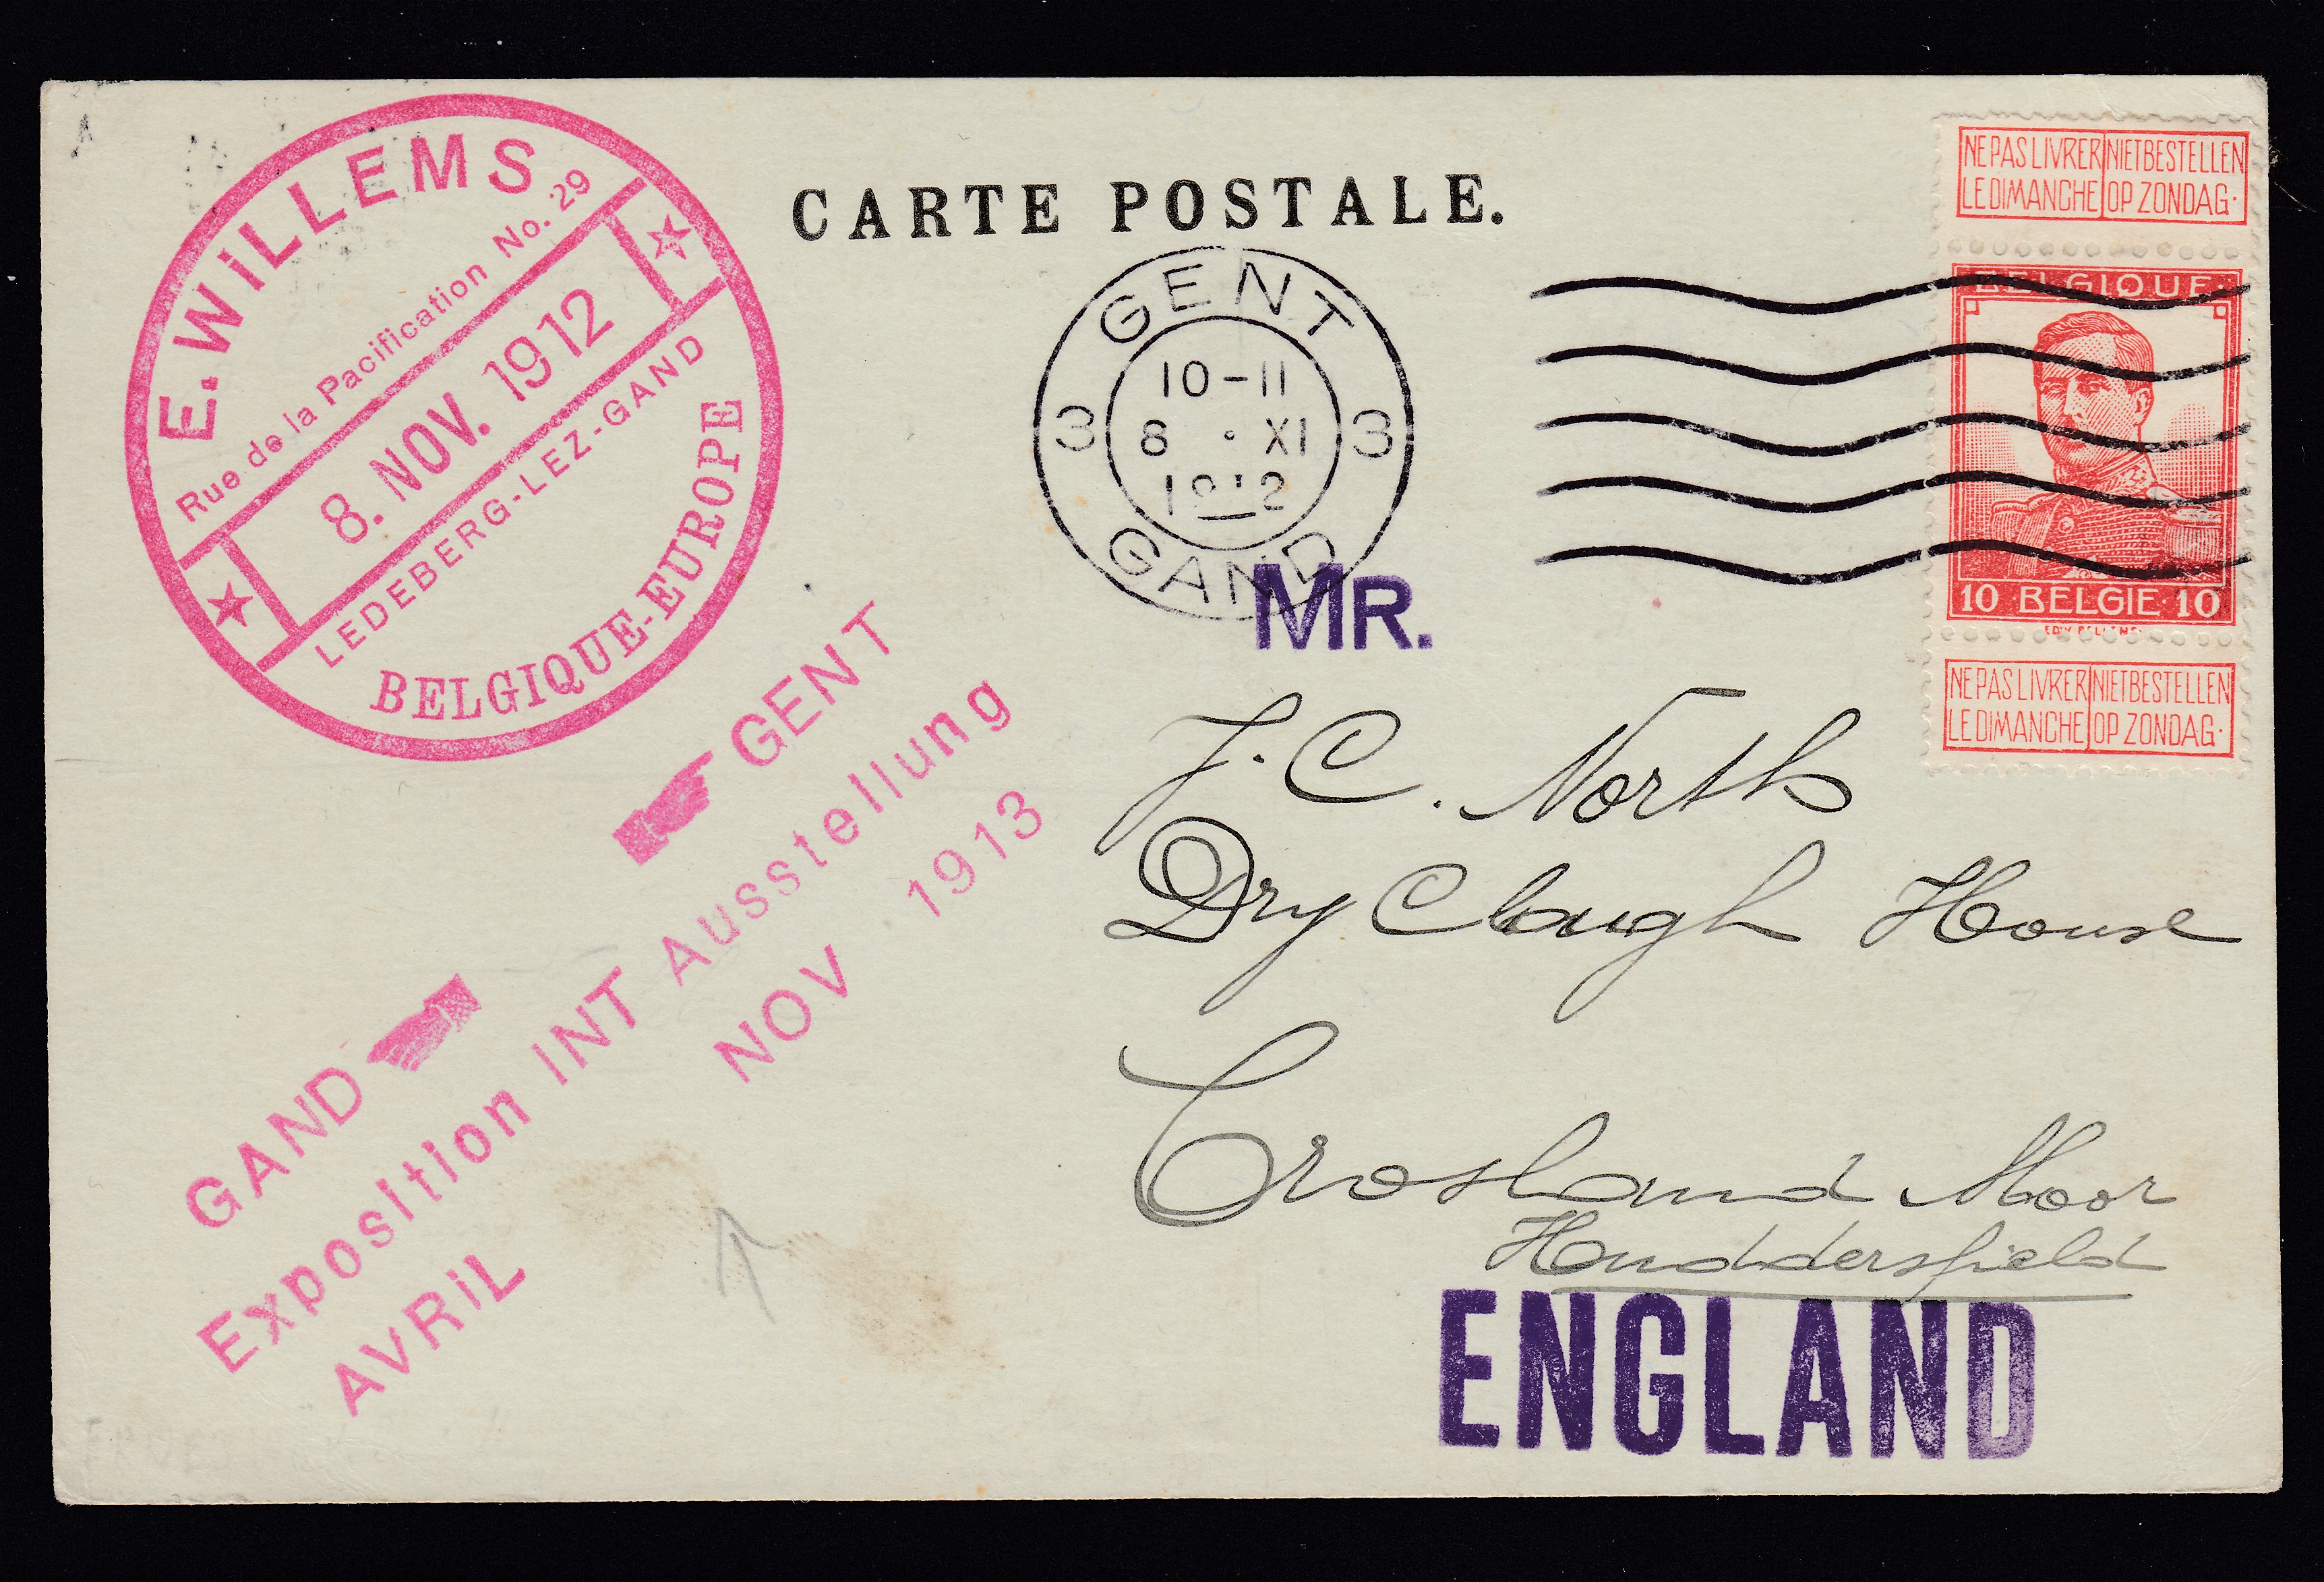 E. WiLLEMS
Rue de la Pacification No. 29
8. NOV. 1912
LEDEBERG-LEZ-GAND
BELGIQUE-EUROPE
CARTE POSTALE.
GENT
10-11
3 8 • XI 3
1912
GAND
NE PAS LIVRER NIET BESTELLEN
LE DIMANCHE OP ZONDAG.
BELGIQUE
10 · BELGIE · 10
NE PAS LIVRER NIET BESTELLEN
LE DIMANCHE OP ZONDAG.
MR.
J. C. North
Dry Clough House
Crosland Moor
Huddersfield
ENGLAND
GAND GENT
Exposition INT Ausstellung
AVRiL NOV 1913